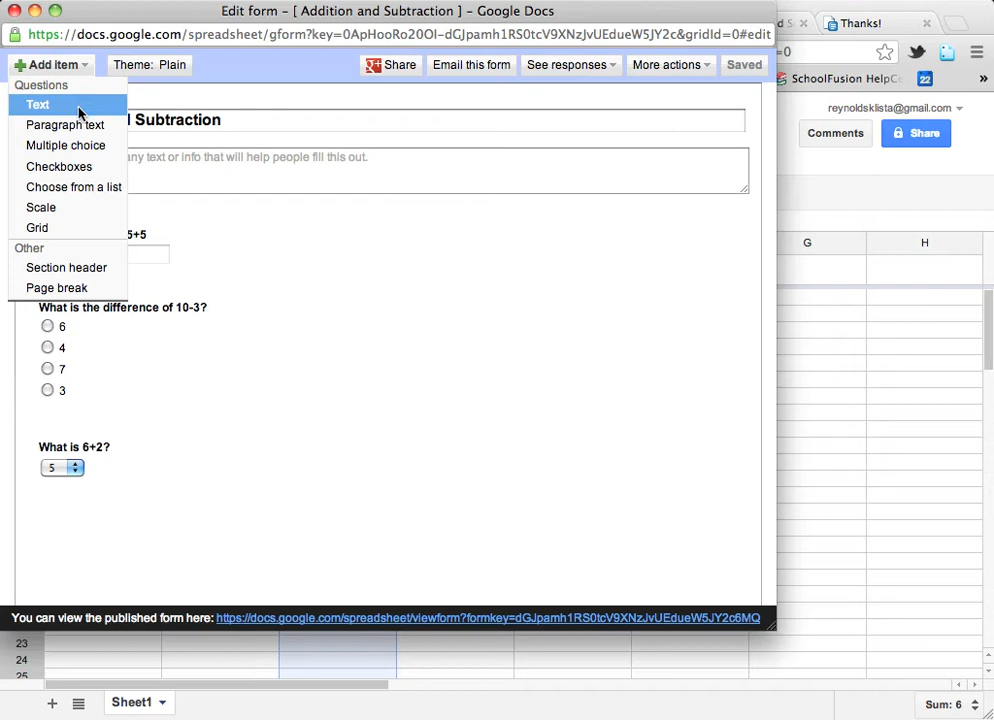 Edit form – [ Addition and Subtraction ] – Google Docs
https://docs.google.com/spreadsheet/gform?key=0ApHooRo20OI-dGJpamh1RS0tcV9XNzJvUEdueW5JY2c&gridId=0#edit
Add item
Theme: Plain
Share
Email this form
See responses
More actions
Saved
Questions
Text
Paragraph text
Multiple choice
Checkboxes
Choose from a list
Scale
Grid
Other
Section header
Page break
Subtraction
any text or info that will help people fill this out.
5+5
What is the difference of 10-3?
6
4
7
3
What is 6+2?
5
You can view the published form here: https://docs.google.com/spreadsheet/viewform?formkey=dGJpamh1RS0tcV9XNzJvUEdueW5JY2c6MQ
d S
Thanks!
=0
SchoolFusion HelpC
22
»
reynoldsklista@gmail.com
Comments
Share
G
H
23
24
25
Sheet1
Sum: 6